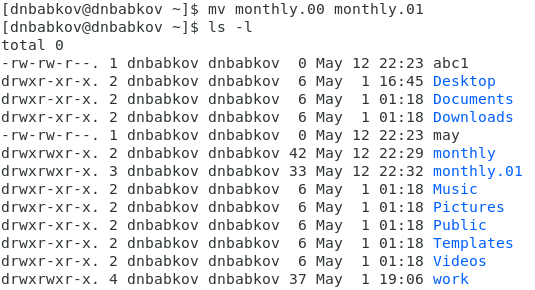 [dnbabkov@dnbabkov ~]$ mv monthly.00 monthly.01
[dnbabkov@dnbabkov ~]$ ls -l
total 0
-rw-rw-r--. 1 dnbabkov dnbabkov  0 May 12 22:23 abc1
drwxr-xr-x. 2 dnbabkov dnbabkov  6 May  1 16:45 Desktop
drwxr-xr-x. 2 dnbabkov dnbabkov  6 May  1 01:18 Documents
drwxr-xr-x. 2 dnbabkov dnbabkov  6 May  1 01:18 Downloads
-rw-rw-r--. 1 dnbabkov dnbabkov  0 May 12 22:23 may
drwxrwxr-x. 2 dnbabkov dnbabkov 42 May 12 22:29 monthly
drwxrwxr-x. 3 dnbabkov dnbabkov 33 May 12 22:32 monthly.01
drwxr-xr-x. 2 dnbabkov dnbabkov  6 May  1 01:18 Music
drwxr-xr-x. 2 dnbabkov dnbabkov  6 May  1 01:18 Pictures
drwxr-xr-x. 2 dnbabkov dnbabkov  6 May  1 01:18 Public
drwxr-xr-x. 2 dnbabkov dnbabkov  6 May  1 01:18 Templates
drwxr-xr-x. 2 dnbabkov dnbabkov  6 May  1 01:18 Videos
drwxrwxr-x. 4 dnbabkov dnbabkov 37 May  1 19:06 work